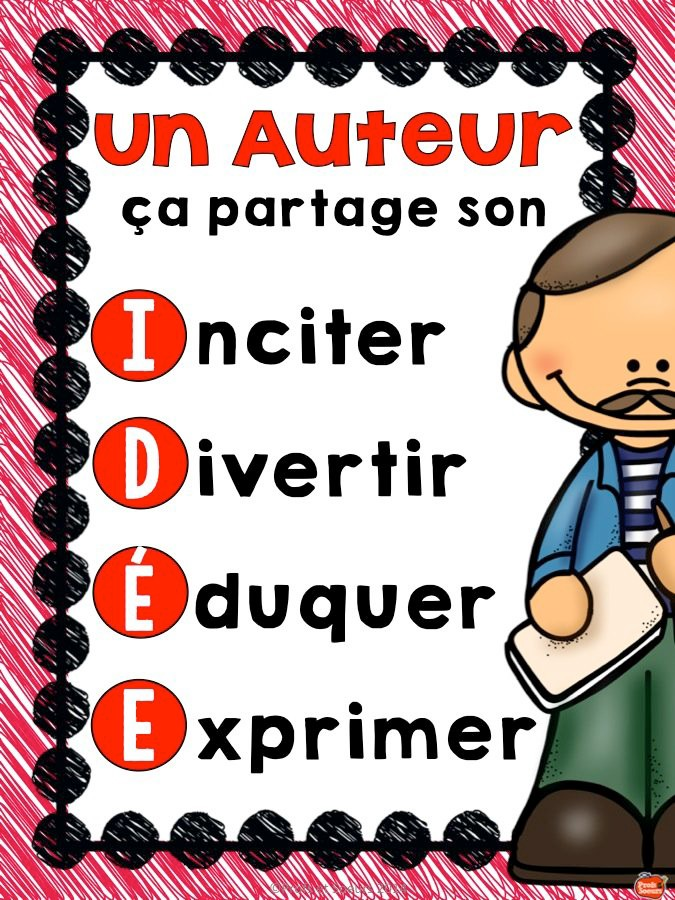 un Auteur
ça partage son
Inciter
Divertir
Éduquer
Exprimer